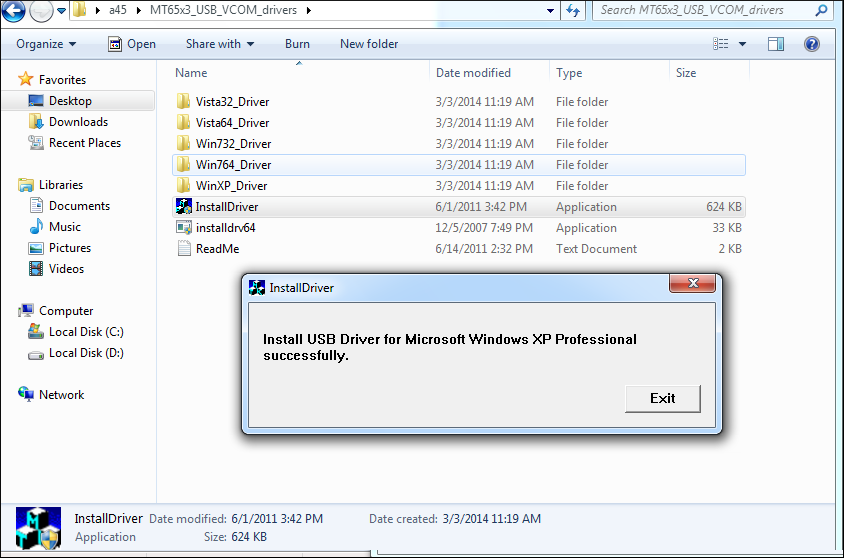 a45 MT65x3_USB_VCOM_drivers Search MT65x3_USB_VCOM_drivers
Organize Open Share with Burn New folder
Favorites
Desktop
Downloads
Recent Places
Libraries
Documents
Music
Pictures
Videos
Computer
Local Disk (C:)
Local Disk (D:)
Network
Name Date modified Type Size
Vista32_Driver 3/3/2014 11:19 AM File folder
Vista64_Driver 3/3/2014 11:19 AM File folder
Win732_Driver 3/3/2014 11:19 AM File folder
Win764_Driver 3/3/2014 11:19 AM File folder
WinXP_Driver 3/3/2014 11:19 AM File folder
InstallDriver 6/1/2011 3:42 PM Application 624 KB
installdrv64 12/5/2007 7:49 PM Application 33 KB
ReadMe 6/14/2011 2:32 PM Text Document 2 KB
InstallDriver
Install USB Driver for Microsoft Windows XP Professional
successfully.
Exit
InstallDriver Date modified: 6/1/2011 3:42 PM Date created: 3/3/2014 11:19 AM
Application Size: 624 KB